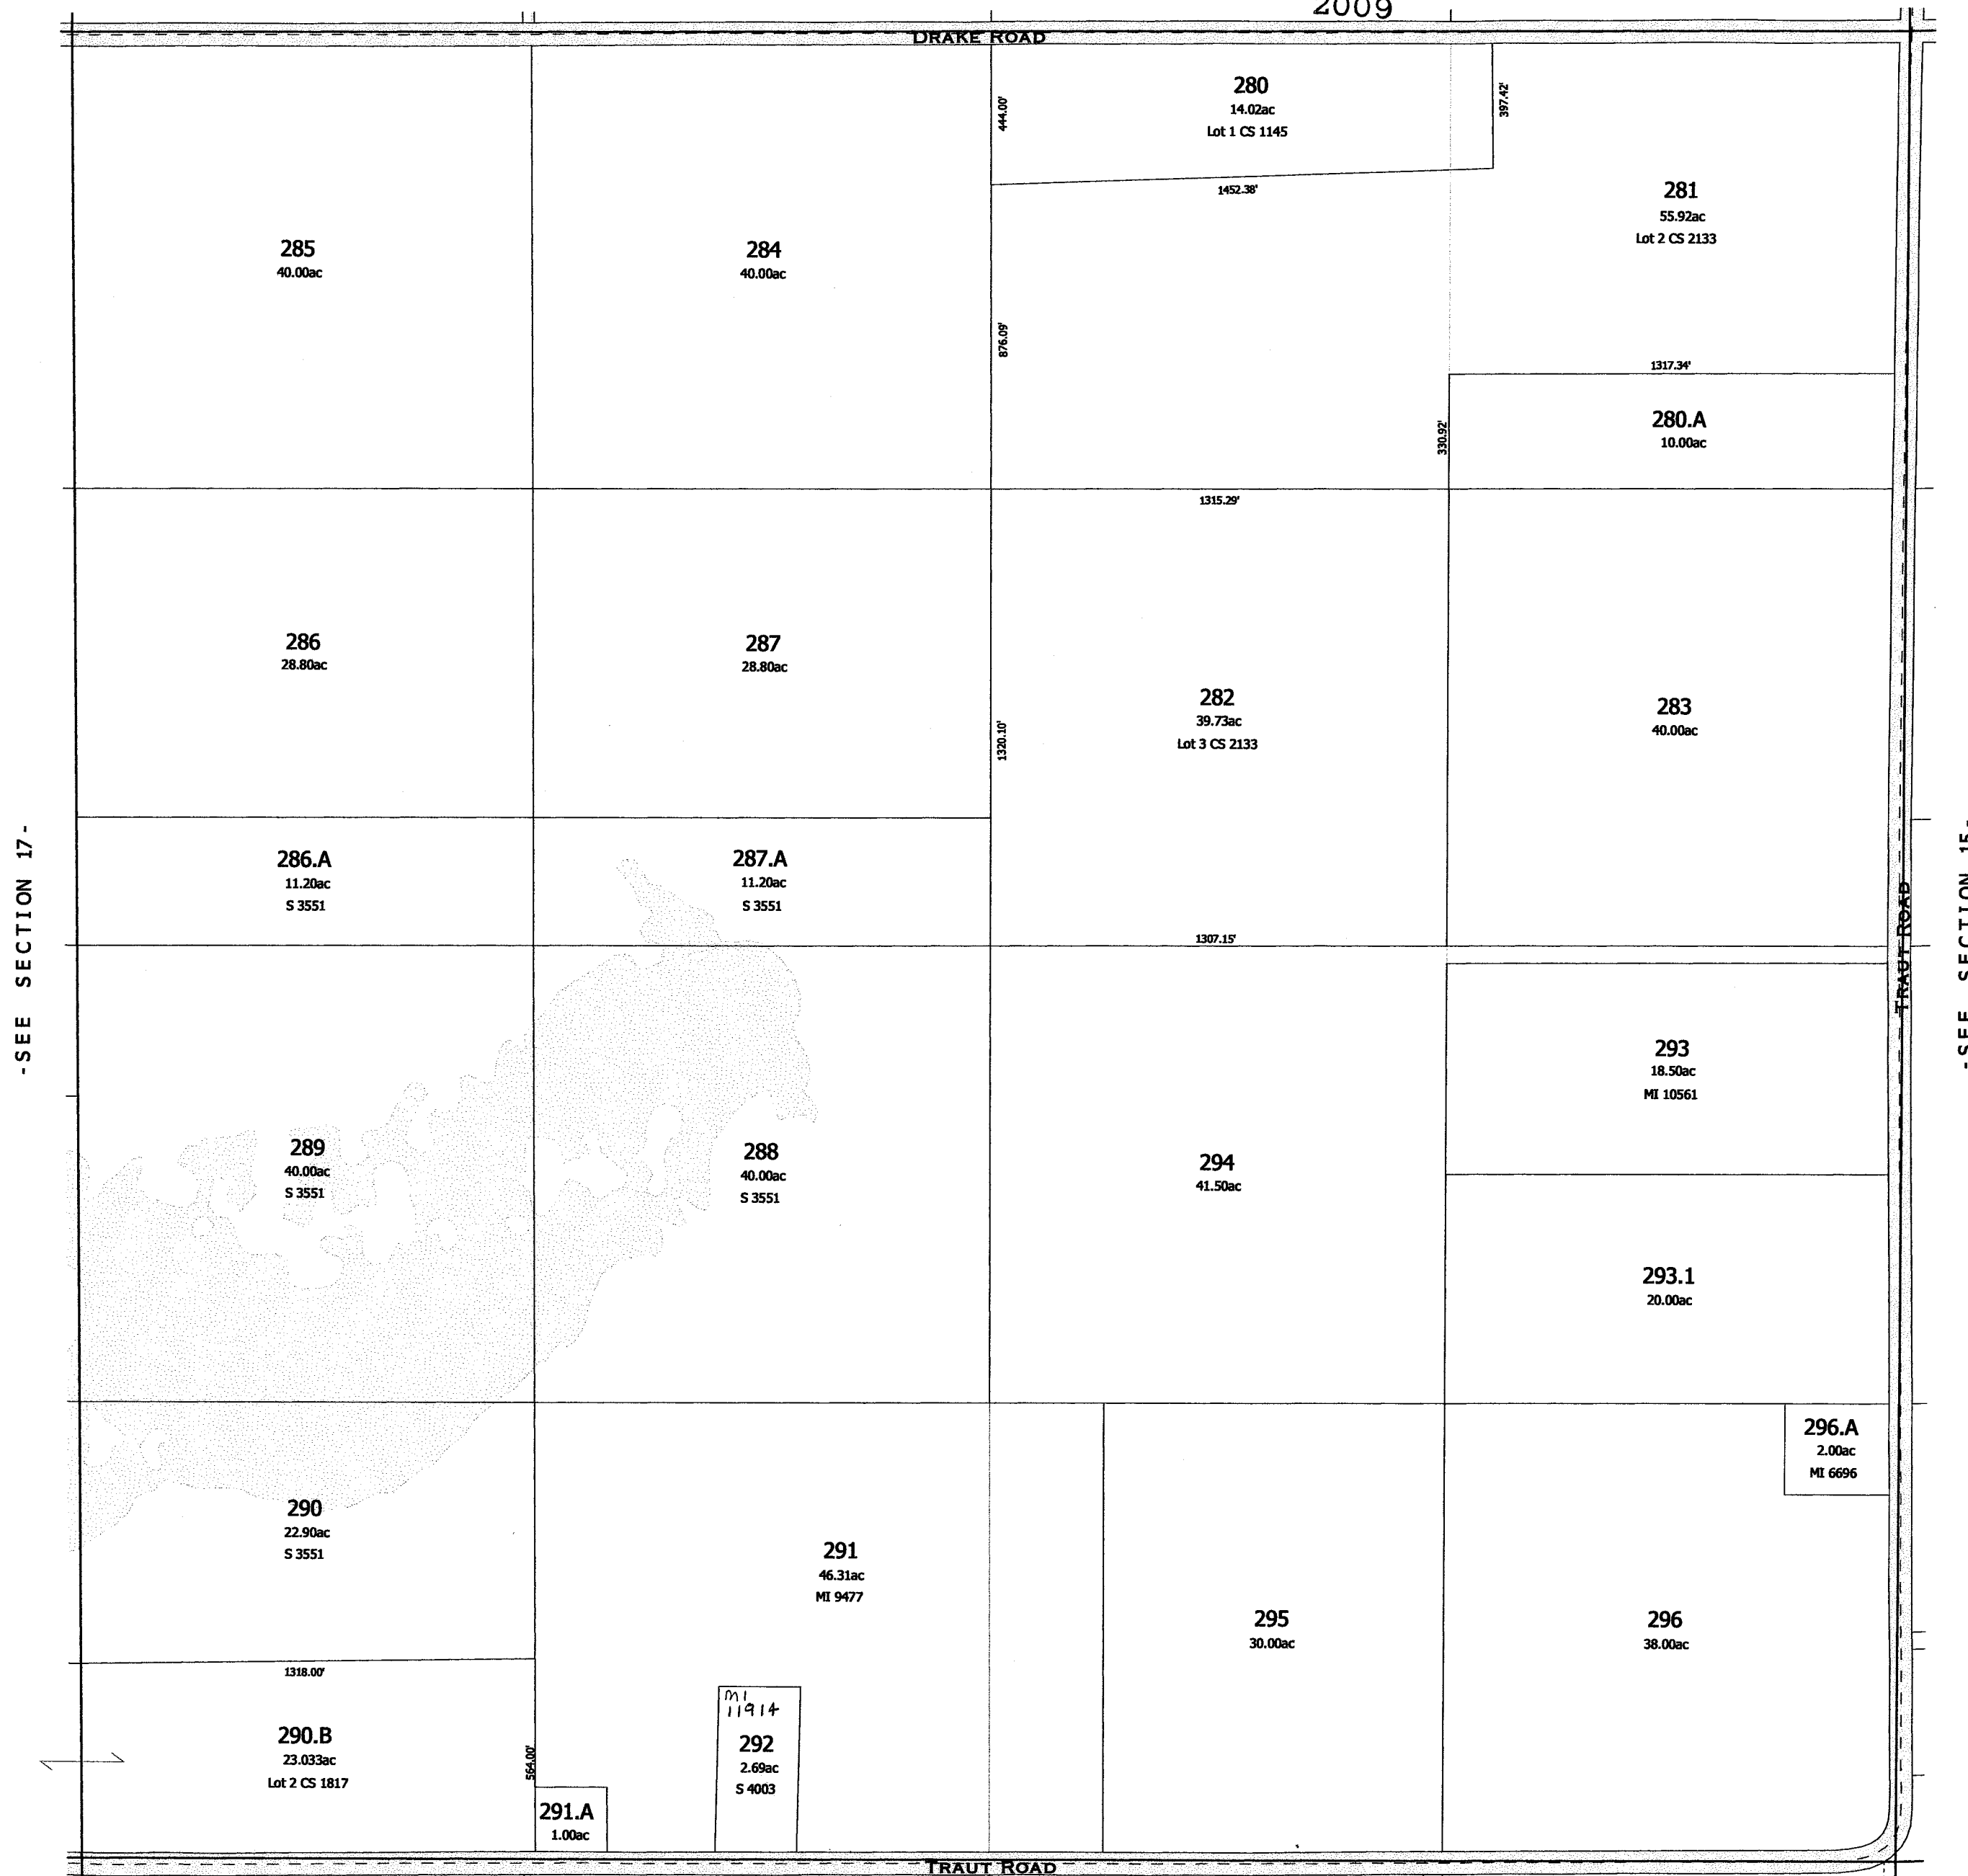 2009
DRAKE ROAD
280
14.02ac
Lot 1 CS 1145
444.00'
397.42'
1452.38'
281
55.92ac
Lot 2 CS 2133
285
40.00ac
284
40.00ac
876.09'
1317.34'
280.A
10.00ac
330.92'
1315.29'
286
28.80ac
287
28.80ac
282
39.73ac
Lot 3 CS 2133
283
40.00ac
1320.10'
286.A
11.20ac
S 3551
287.A
11.20ac
S 3551
-SEE SECTION 17-
-SEE SECTION 15-
TRAUT ROAD
1307.15'
293
18.50ac
MI 10561
289
40.00ac
S 3551
288
40.00ac
S 3551
294
41.50ac
293.1
20.00ac
296.A
2.00ac
MI 6696
290
22.90ac
S 3551
291
46.31ac
MI 9477
295
30.00ac
296
38.00ac
1318.00'
MI
11914
290.B
23.033ac
Lot 2 CS 1817
564.00'
292
2.69ac
S 4003
291.A
1.00ac
TRAUT ROAD